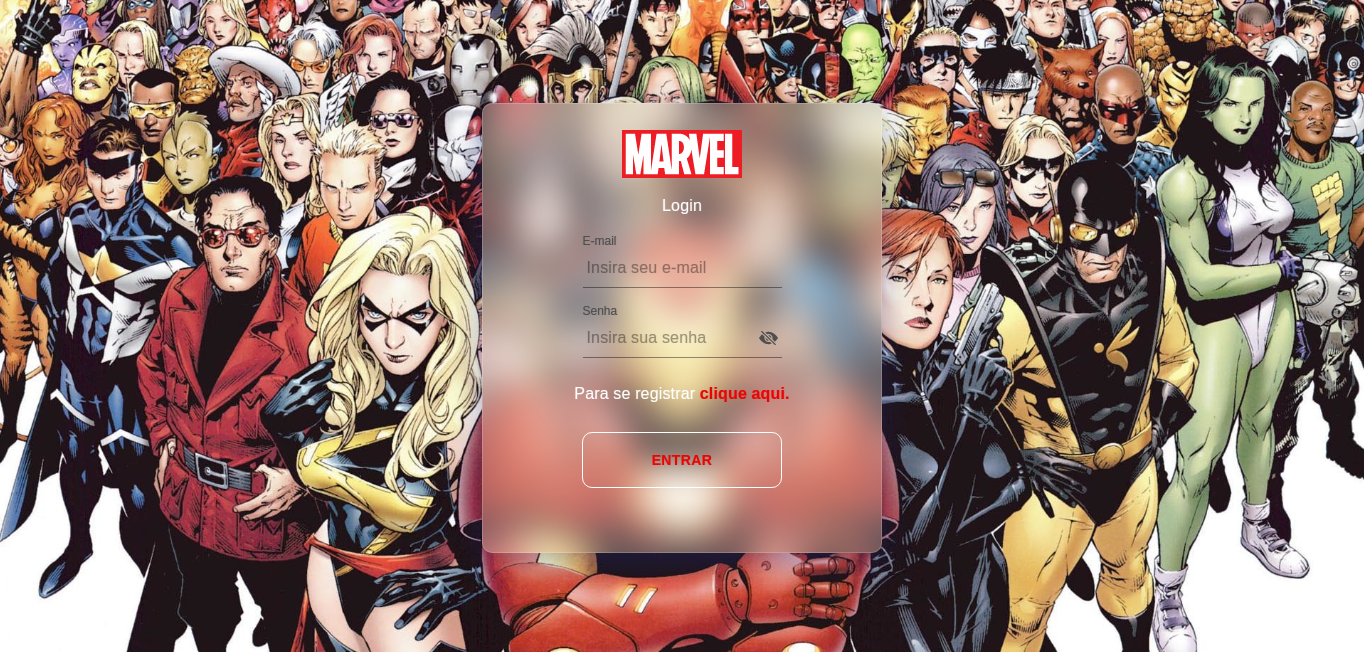 MARVEL
Login
E-mail
Insira seu e-mail
Senha
Insira sua senha
Para se registrar clique aqui.
ENTRAR